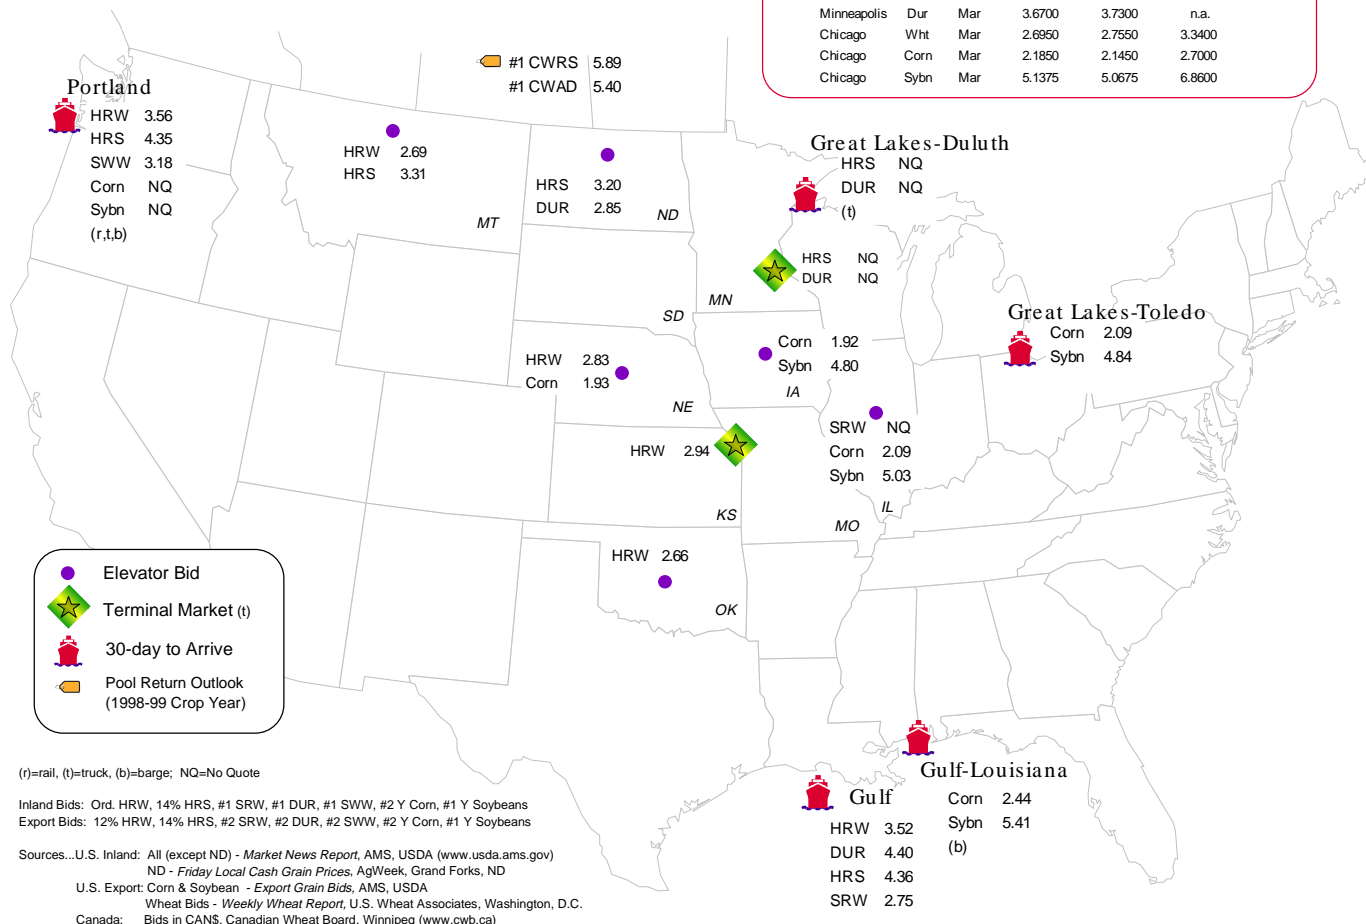 Minneapolis Dur Mar 3.6700 3.7300 n.a.
Chicago Wht Mar 2.6950 2.7550 3.3400
Chicago Corn Mar 2.1850 2.1450 2.7000
Chicago Sybn Mar 5.1375 5.0675 6.8600
#1 CWRS 5.89
#1 CWAD 5.40
Portland
HRW 3.56
HRS 4.35
SWW 3.18
Corn NQ
Sybn NQ
(r,t,b)
HRW 2.69
HRS 3.31
MT
HRS 3.20
DUR 2.85
ND
Great Lakes-Duluth
HRS NQ
DUR NQ
(t)
HRS NQ
DUR NQ
MN
SD
Great Lakes-Toledo
Corn 2.09
Sybn 4.84
Corn 1.92
Sybn 4.80
IA
HRW 2.83
Corn 1.93
NE
SRW NQ
Corn 2.09
Sybn 5.03
IL
HRW 2.94
KS
MO
HRW 2.66
OK
Elevator Bid
Terminal Market (t)
30-day to Arrive
Pool Return Outlook
(1998-99 Crop Year)
Gulf-Louisiana
Corn 2.44
Sybn 5.41
(b)
Gulf
HRW 3.52
DUR 4.40
HRS 4.36
SRW 2.75
(r)=rail, (t)=truck, (b)=barge; NQ=No Quote
Inland Bids: Ord. HRW, 14% HRS, #1 SRW, #1 DUR, #1 SWW, #2 Y Corn, #1 Y Soybeans
Export Bids: 12% HRW, 14% HRS, #2 SRW, #2 DUR, #2 SWW, #2 Y Corn, #1 Y Soybeans
Sources...U.S. Inland: All (except ND) - Market News Report, AMS, USDA (www.usda.ams.gov)
ND - Friday Local Cash Grain Prices, AgWeek, Grand Forks, ND
U.S. Export: Corn & Soybean - Export Grain Bids, AMS, USDA
Wheat Bids - Weekly Wheat Report, U.S. Wheat Associates, Washington, D.C.
Canada: Bids in CAN$, Canadian Wheat Board, Winnipeg (www.cwb.ca)